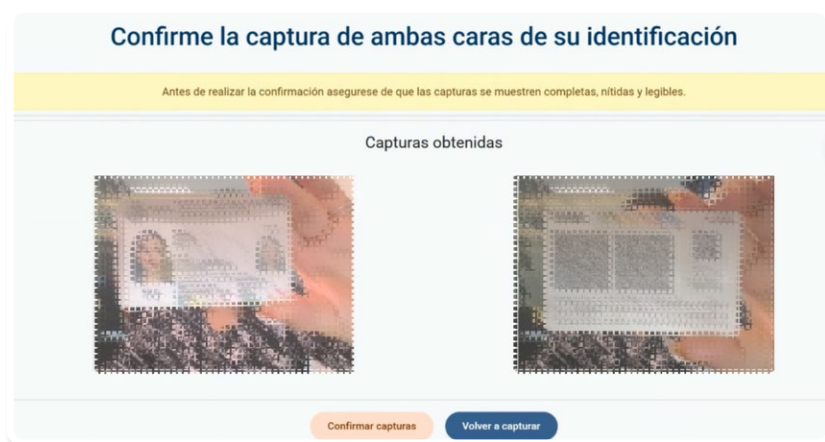 Confirme la captura de ambas caras de su identificación
Antes de realizar la confirmación asegurese de que las capturas se muestren completas, nítidas y legibles.
Capturas obtenidas
Confirmar capturas
Volver a capturar